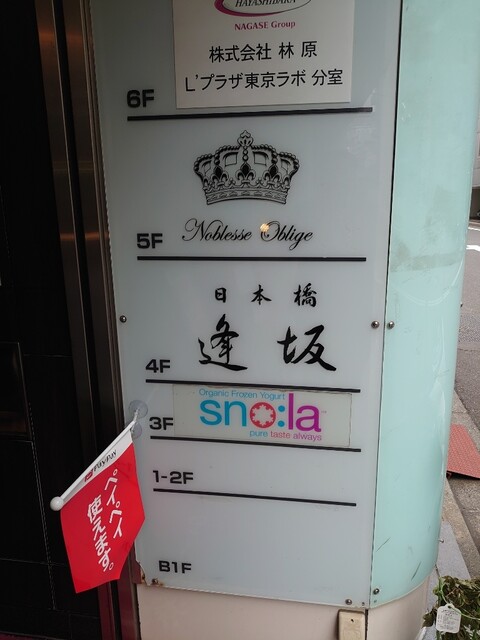 HAYASHIBARA
NAGASE Group
株式会社 林 原
L'プラザ東京ラボ 分室
6F
Noblesse Oblige
5F
日本橋
逢坂
4F
Organic Frozen Yogurt
sno:la
pure taste always
3F
PayPay
ペイペイ
使えます。
1-2F
B1F